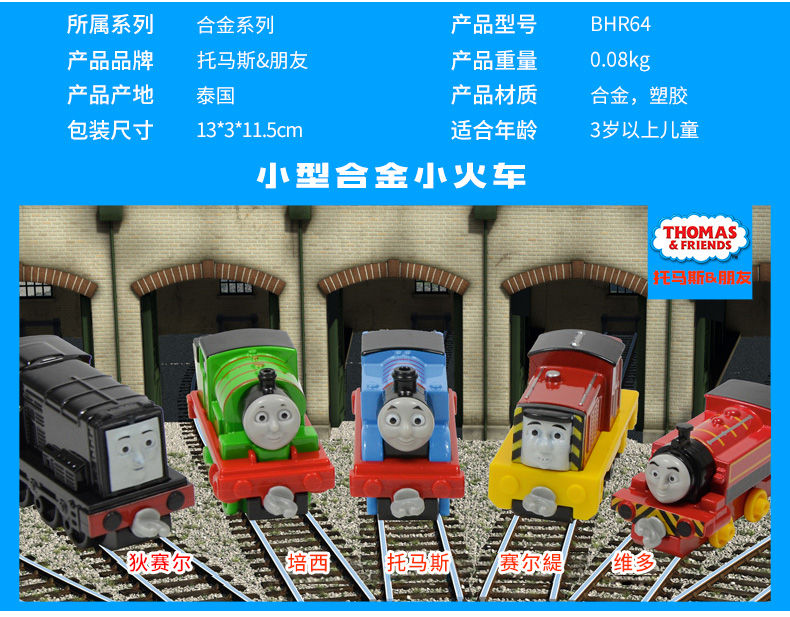 所属系列 合金系列 产品型号 BHR64
产品品牌 托马斯&朋友 产品重量 0.08kg
产品产地 泰国 产品材质 合金，塑胶
包装尺寸 13*3*11.5cm 适合年龄 3岁以上儿童
小型合金小火车
THOMAS
& FRIENDS
托马斯&朋友
狄赛尔 培西 托马斯 赛尔缇 维多